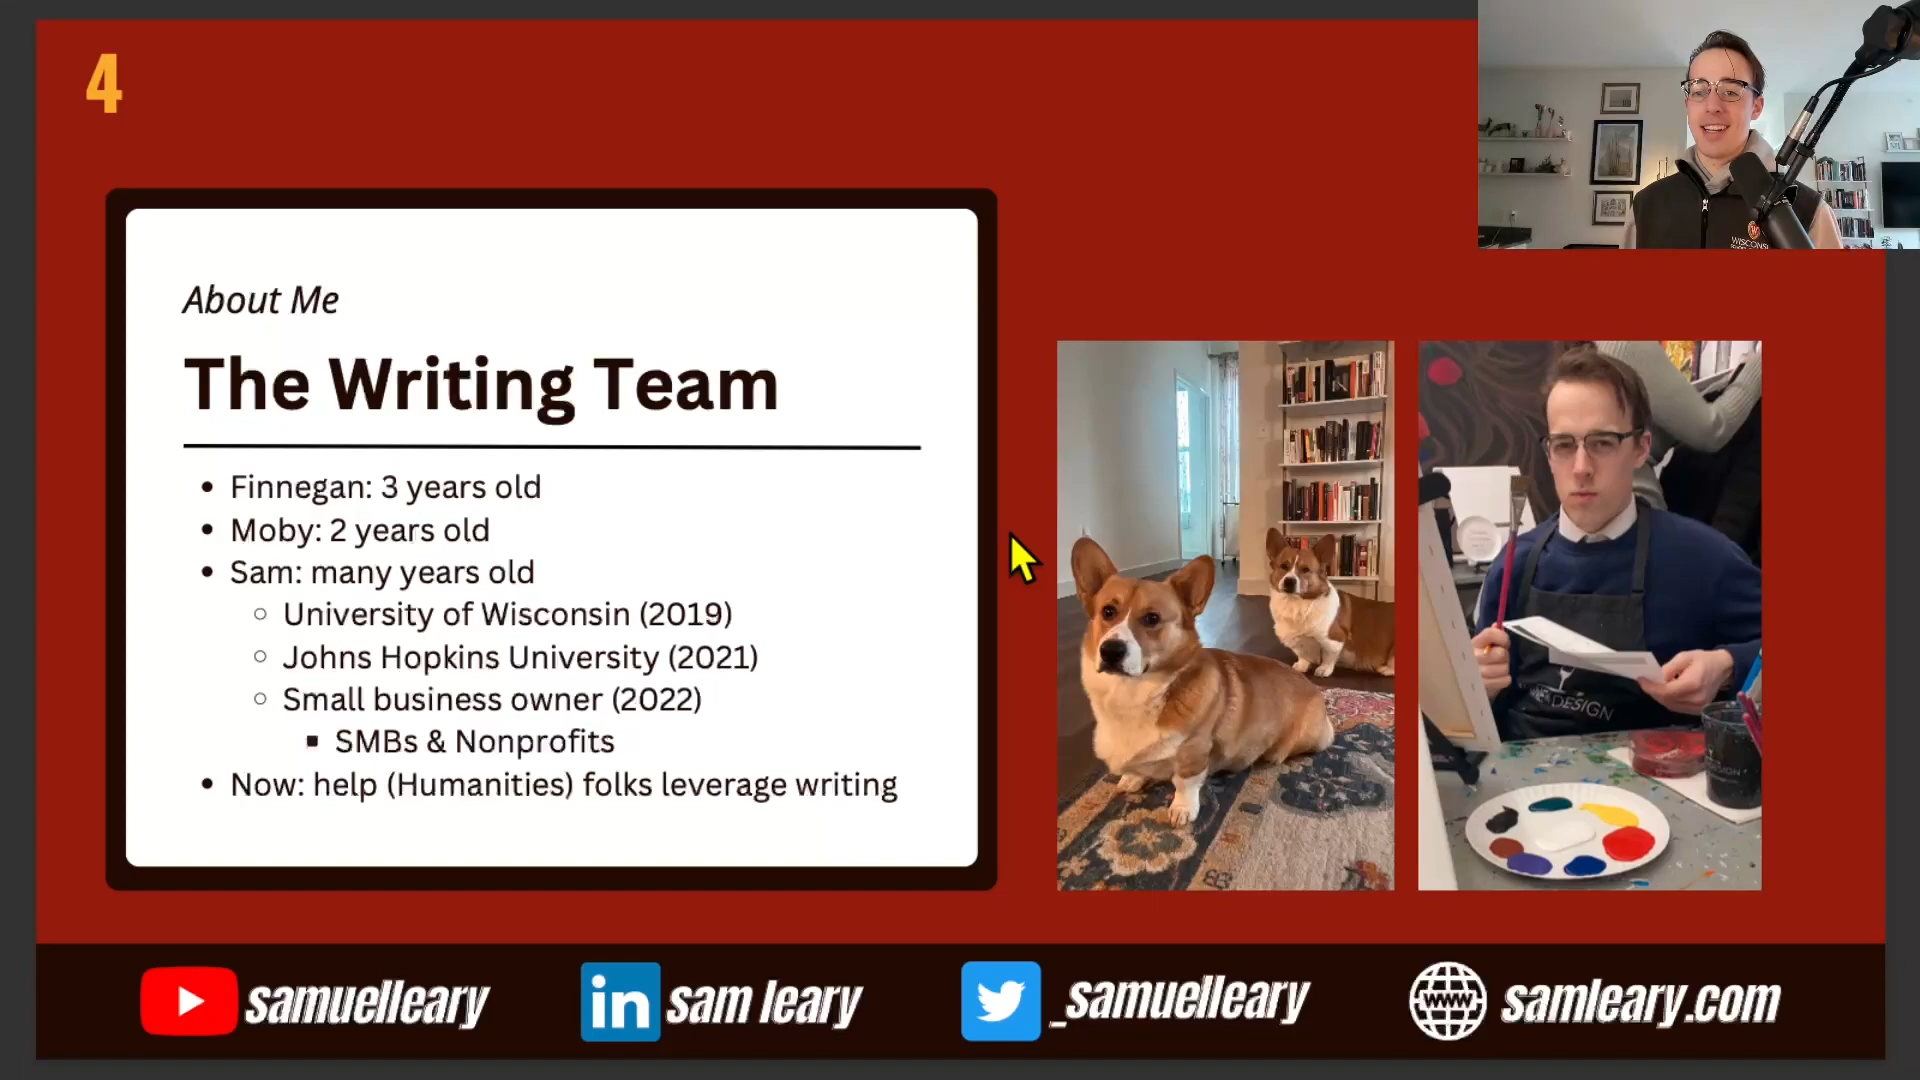 4
WISCONS
About Me
The Writing Team
• Finnegan: 3 years old
• Moby: 2 years old
• Sam: many years old
○ University of Wisconsin (2019)
○ Johns Hopkins University (2021)
○ Small business owner (2022)
▪ SMBs & Nonprofits
• Now: help (Humanities) folks leverage writing
DESIGN
samuelleary
in sam leary
_samuelleary
www samleary.com